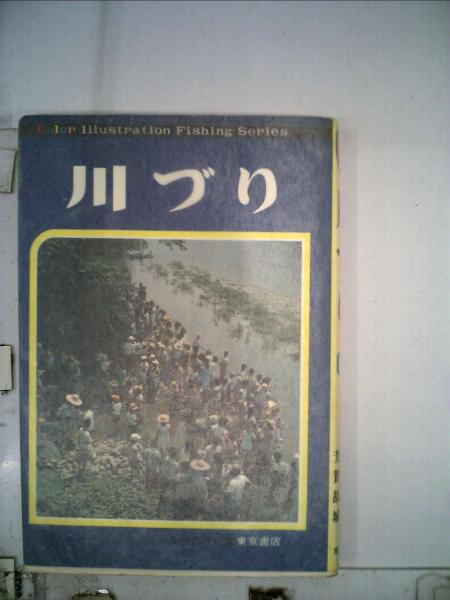 Color Illustration Fishing Series
川づり
東京書店